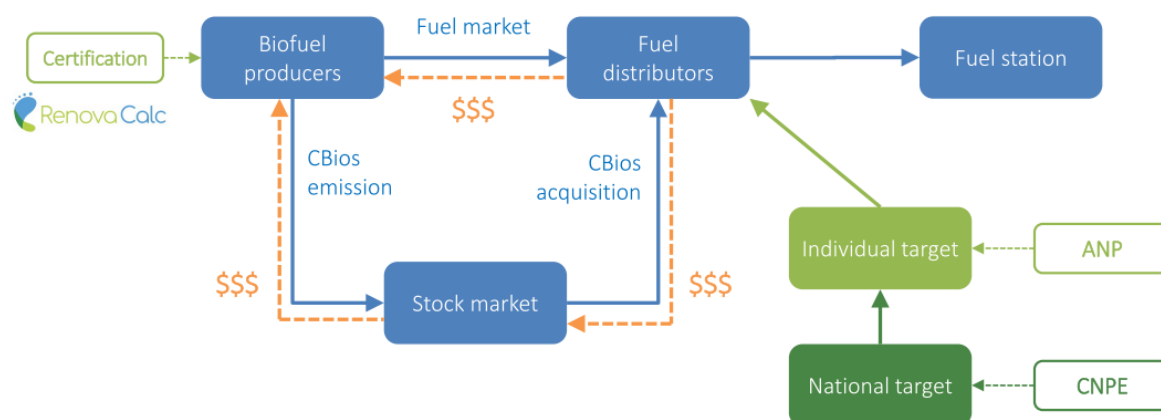 Certification
RenovaCalc
Biofuel
producers
Fuel market
$$$
Fuel
distributors
Fuel station
CBios
emission
CBios
acquisition
$$$
Stock market
$$$
Individual target
ANP
National target
CNPE